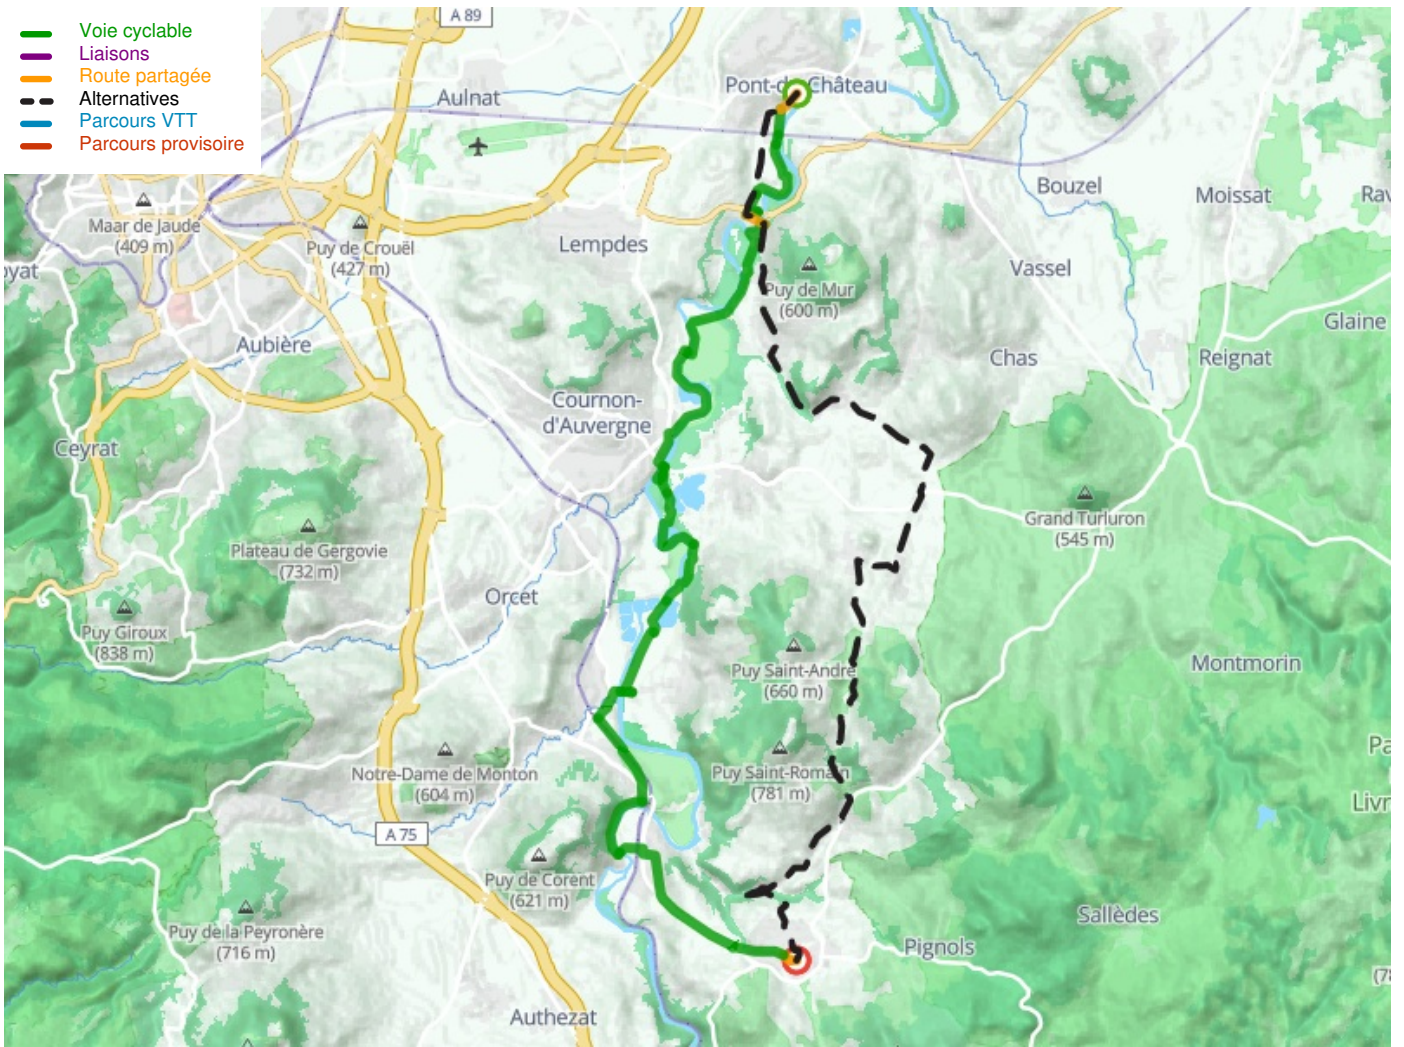 Voie cyclable
Liaisons
Route partagée
Alternatives
Parcours VTT
Parcours provisoire
A 89
Aulnat
Château
Bouzel
Moissat
Maar de Jaude
(409 m)
Puy de Crouël
(427 m)
Lempdes
Vassel
Puy de Mur
(600 m)
Glaine
Aubière
Chas
Reignat
Cournon-
d'Auvergne
Ceyrat
Grand Turluron
(545 m)
Plateau de Gergovie
(732 m)
Orcet
Puy Giroux
(838 m)
Puy Saint-André
(660 m)
Montmorin
Notre-Dame de Monton
(604 m)
Puy Saint-Romain
(781 m)
A 75
Puy de Corent
(621 m)
Puy de la Peyronère
(716 m)
Sallèdes
Pignols
Authezat